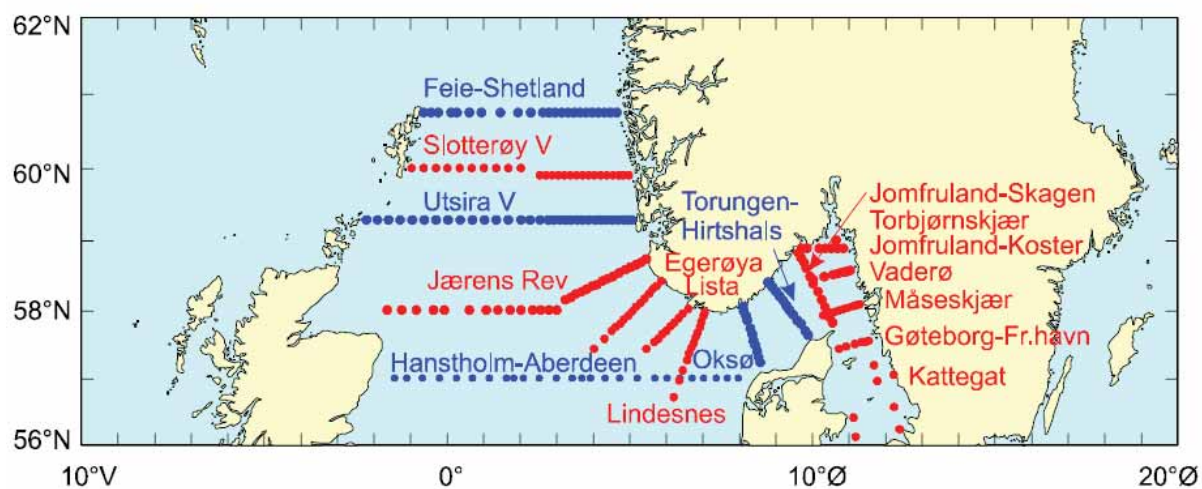 62°N
Feie-Shetland
Slotterøy V
60°N
Utsira V
Torungen-
Hirtshals
Jomfruland-Skagen
Torbjørnskjær
Jomfruland-Koster
Egerøya
Lista
Vaderø
Jærens Rev
Måseskjær
58°N
Gøteborg-Fr.havn
Hanstholm-Aberdeen
Oksø
Kattegat
Lindesnes
56°N
10°V
0°
10°Ø
20°Ø